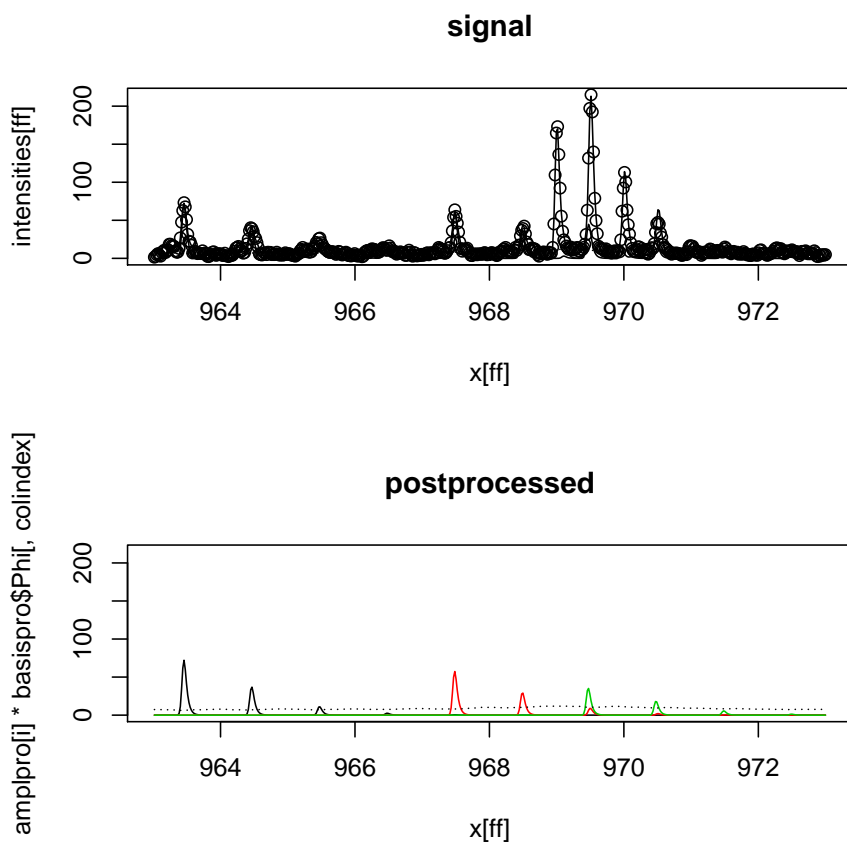 signal
intensities[ff]
200
100
0
964 966 968 970 972
x[ff]
postprocessed
amplpro[i] * basispro$Phi[, colindex]
200
100
0
964 966 968 970 972
x[ff]